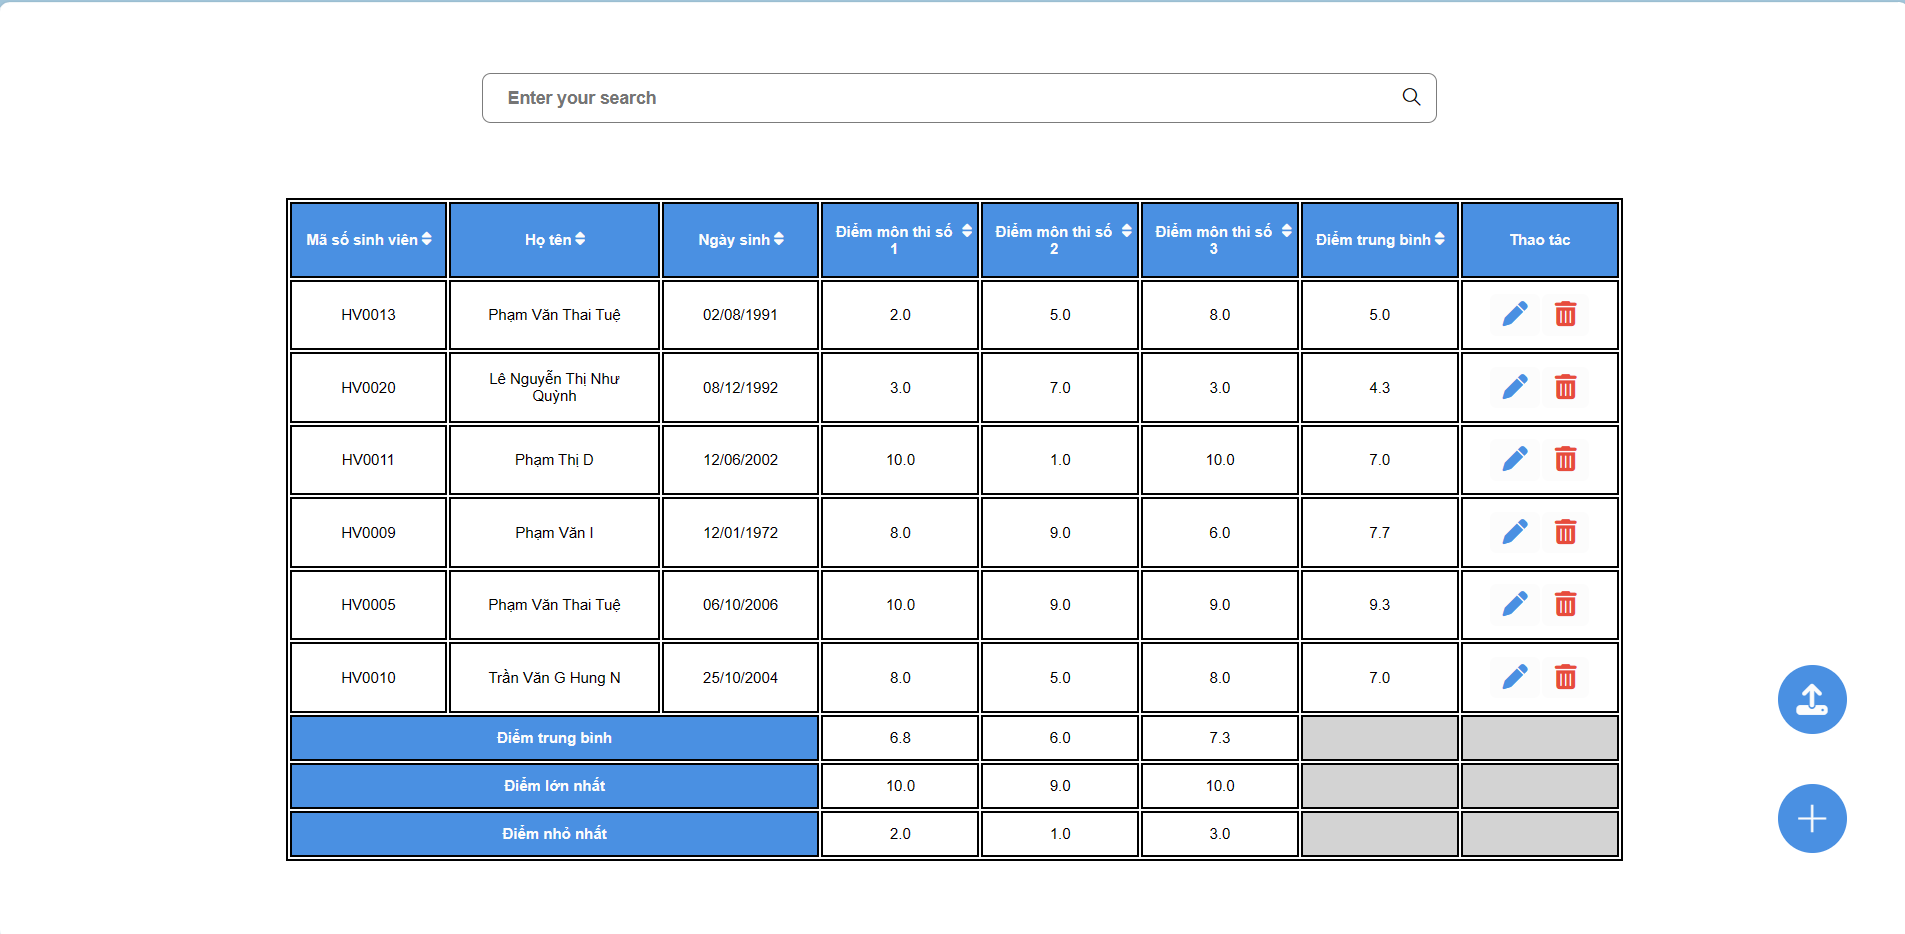 Enter your search
Mã số sinh viên Họ tên Ngày sinh Điểm môn thi số 1 Điểm môn thi số 2 Điểm môn thi số 3 Điểm trung bình Thao tác
HV0013 Phạm Văn Thai Tuệ 02/08/1991 2.0 5.0 8.0 5.0
HV0020 Lê Nguyễn Thị Như Quỳnh 08/12/1992 3.0 7.0 3.0 4.3
HV0011 Phạm Thị D 12/06/2002 10.0 1.0 10.0 7.0
HV0009 Phạm Văn I 12/01/1972 8.0 9.0 6.0 7.7
HV0005 Phạm Văn Thai Tuệ 06/10/2006 10.0 9.0 9.0 9.3
HV0010 Trần Văn G Hung N 25/10/2004 8.0 5.0 8.0 7.0
Điểm trung bình 6.8 6.0 7.3
Điểm lớn nhất 10.0 9.0 10.0
Điểm nhỏ nhất 2.0 1.0 3.0